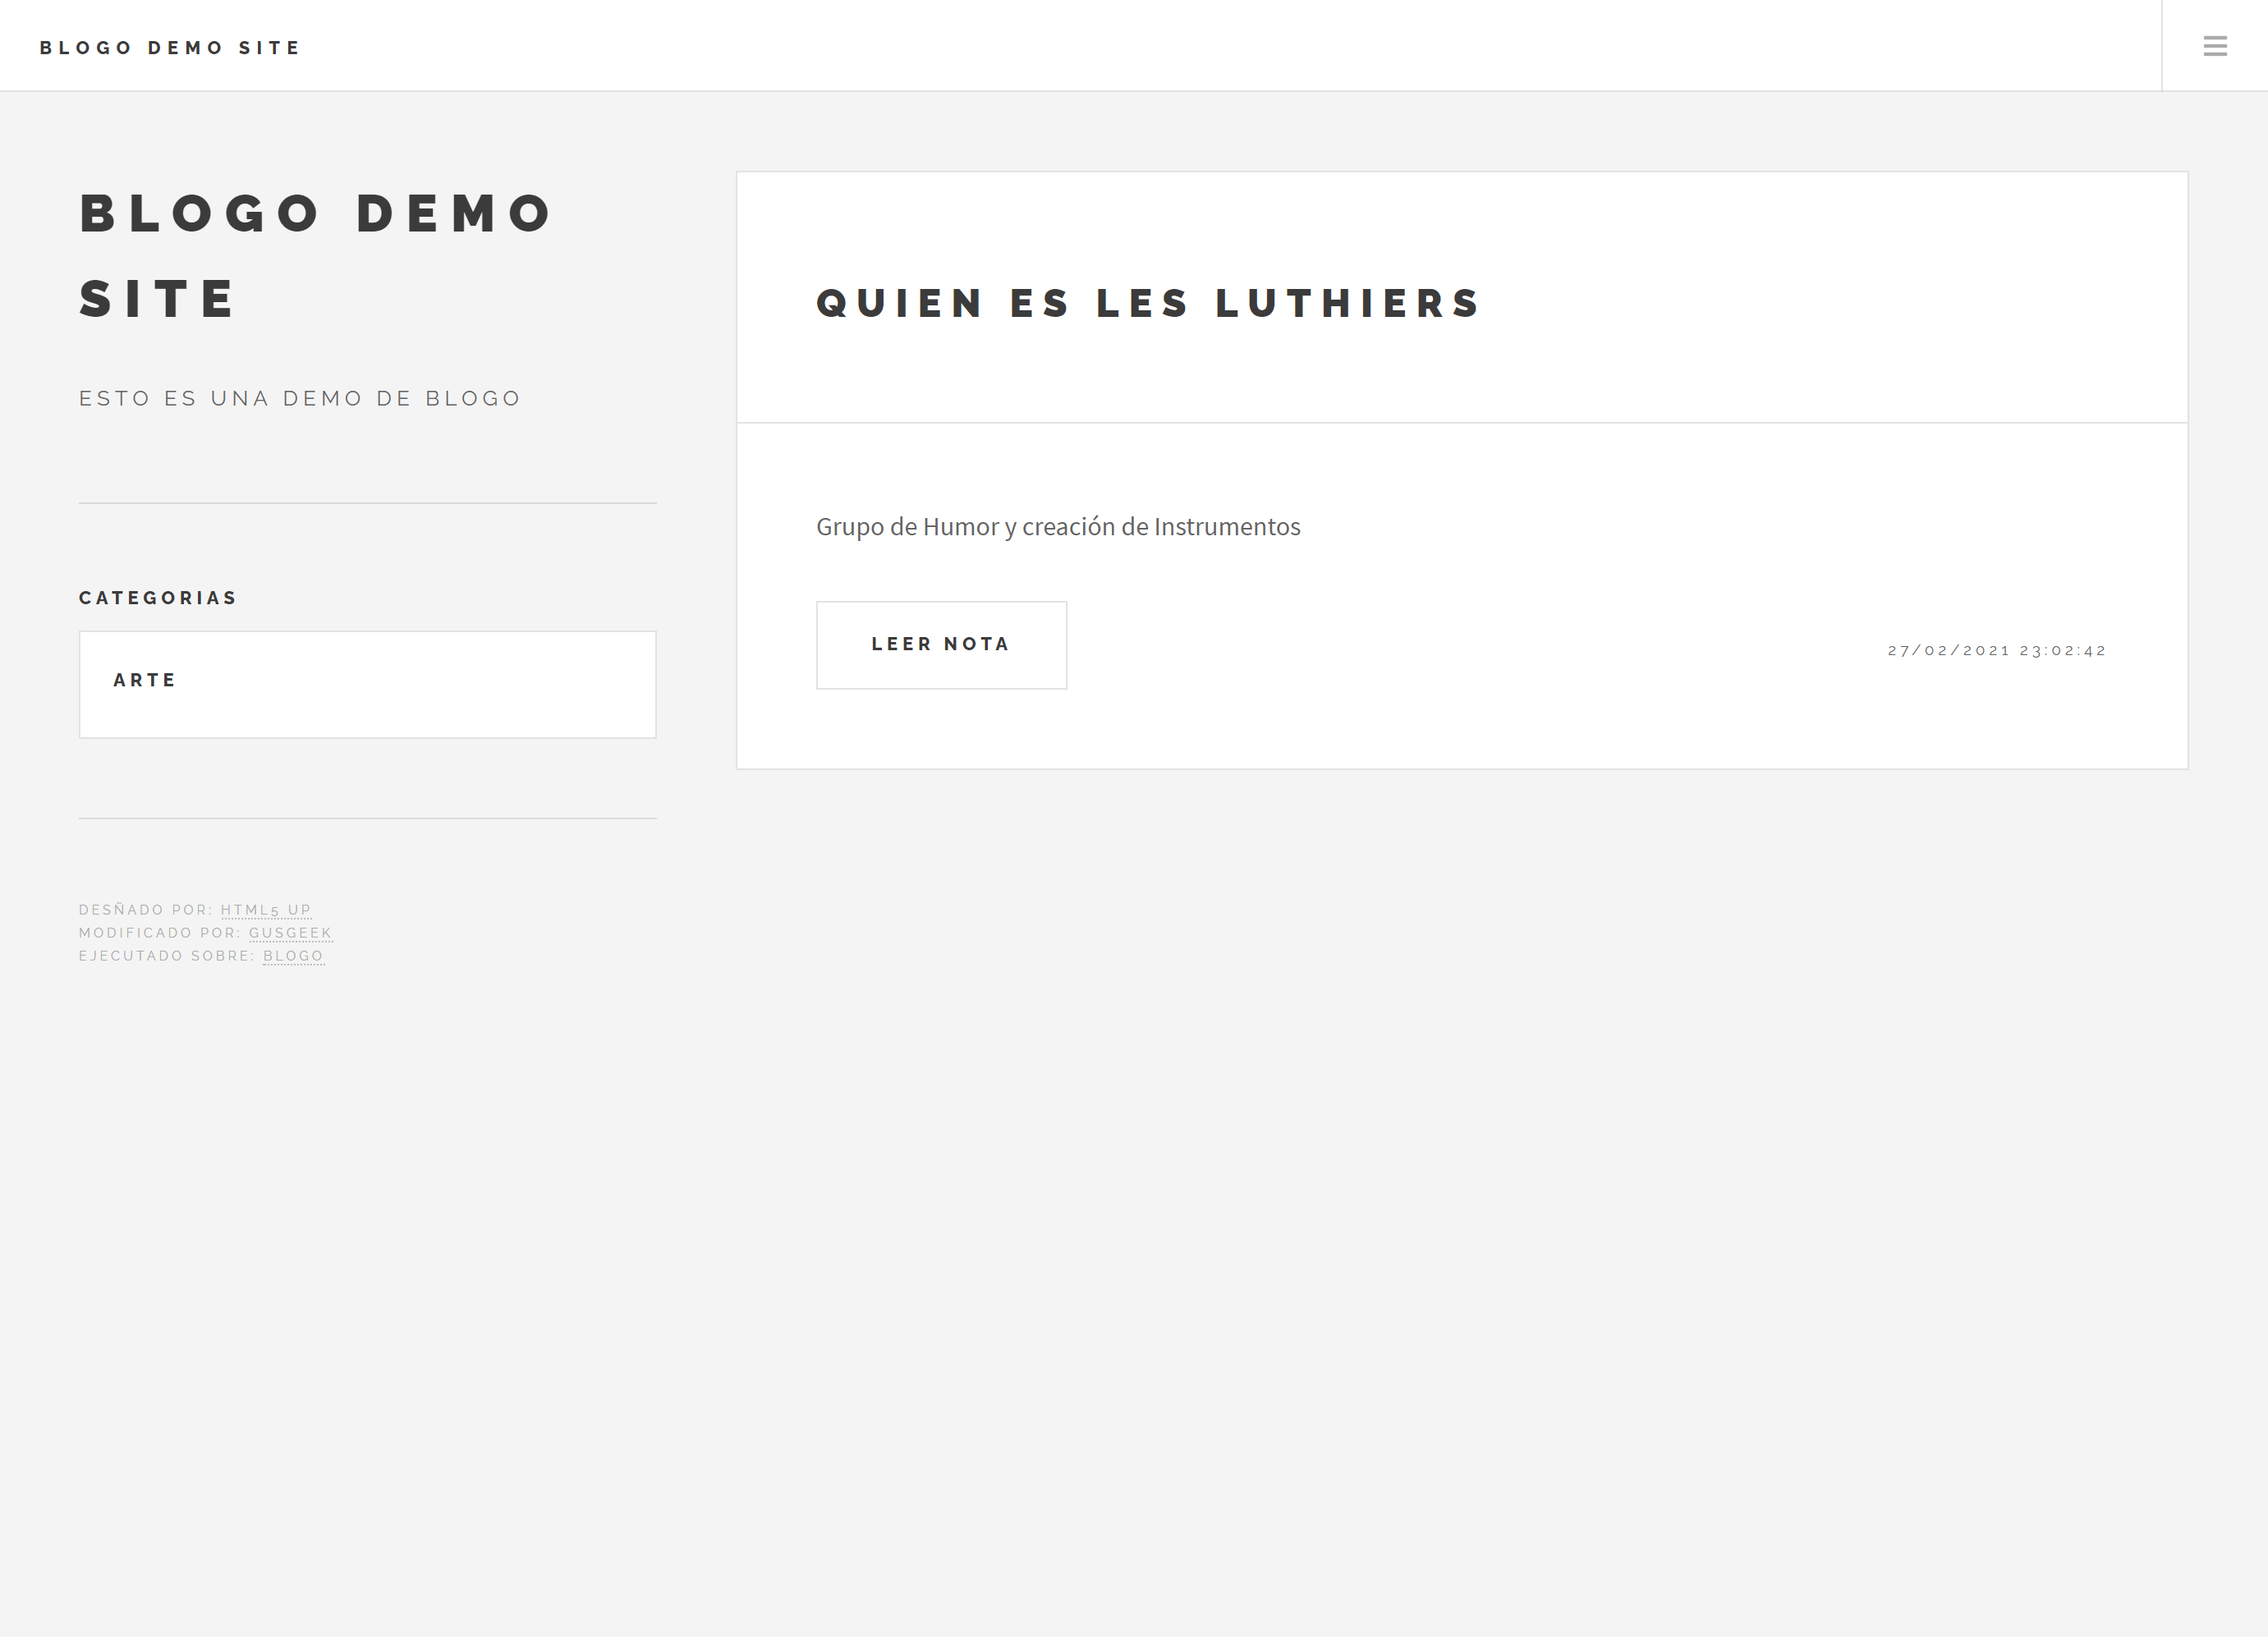 BLOGO DEMO SITE
BLOGO DEMO
SITE
ESTO ES UNA DEMO DE BLOGO
CATEGORIAS
ARTE
DESÑADO POR: HTML5 UP
MODIFICADO POR: GUSGEEK
EJECUTADO SOBRE: BLOGO
QUIEN ES LES LUTHIERS
Grupo de Humor y creación de Instrumentos
LEER NOTA
27/02/2021 23:02:42